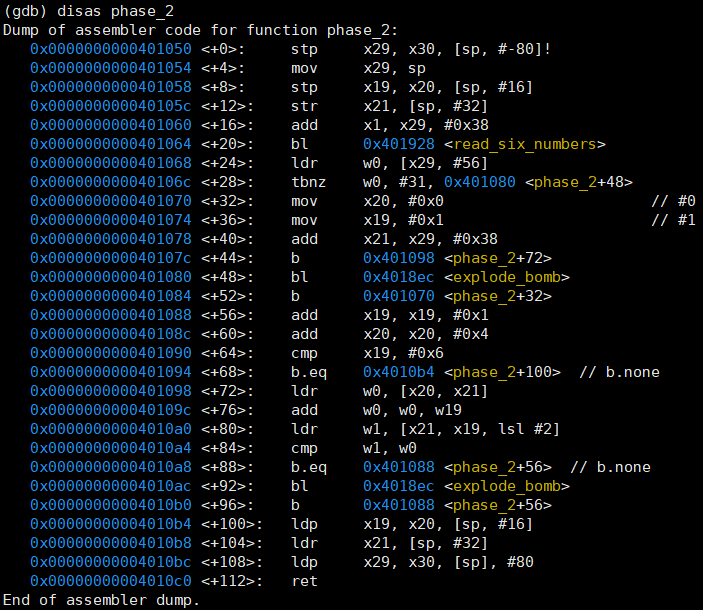 (gdb) disas phase_2
Dump of assembler code for function phase_2:
   0x0000000000401050 <+0>:     stp     x29, x30, [sp, #-80]!
   0x0000000000401054 <+4>:     mov     x29, sp
   0x0000000000401058 <+8>:     stp     x19, x20, [sp, #16]
   0x000000000040105c <+12>:    str     x21, [sp, #32]
   0x0000000000401060 <+16>:    add     x1, x29, #0x38
   0x0000000000401064 <+20>:    bl      0x401928 <read_six_numbers>
   0x0000000000401068 <+24>:    ldr     w0, [x29, #56]
   0x000000000040106c <+28>:    tbnz    w0, #31, 0x401080 <phase_2+48>
   0x0000000000401070 <+32>:    mov     x20, #0x0                       // #0
   0x0000000000401074 <+36>:    mov     x19, #0x1                       // #1
   0x0000000000401078 <+40>:    add     x21, x29, #0x38
   0x000000000040107c <+44>:    b       0x401098 <phase_2+72>
   0x0000000000401080 <+48>:    bl      0x4018ec <explode_bomb>
   0x0000000000401084 <+52>:    b       0x401070 <phase_2+32>
   0x0000000000401088 <+56>:    add     x19, x19, #0x1
   0x000000000040108c <+60>:    add     x20, x20, #0x4
   0x0000000000401090 <+64>:    cmp     x19, #0x6
   0x0000000000401094 <+68>:    b.eq    0x4010b4 <phase_2+100>  // b.none
   0x0000000000401098 <+72>:    ldr     w0, [x20, x21]
   0x000000000040109c <+76>:    add     w0, w0, w19
   0x00000000004010a0 <+80>:    ldr     w1, [x21, x19, lsl #2]
   0x00000000004010a4 <+84>:    cmp     w1, w0
   0x00000000004010a8 <+88>:    b.eq    0x401088 <phase_2+56>  // b.none
   0x00000000004010ac <+92>:    bl      0x4018ec <explode_bomb>
   0x00000000004010b0 <+96>:    b       0x401088 <phase_2+56>
   0x00000000004010b4 <+100>:   ldp     x19, x20, [sp, #16]
   0x00000000004010b8 <+104>:   ldr     x21, [sp, #32]
   0x00000000004010bc <+108>:   ldp     x29, x30, [sp], #80
   0x00000000004010c0 <+112>:   ret
End of assembler dump.